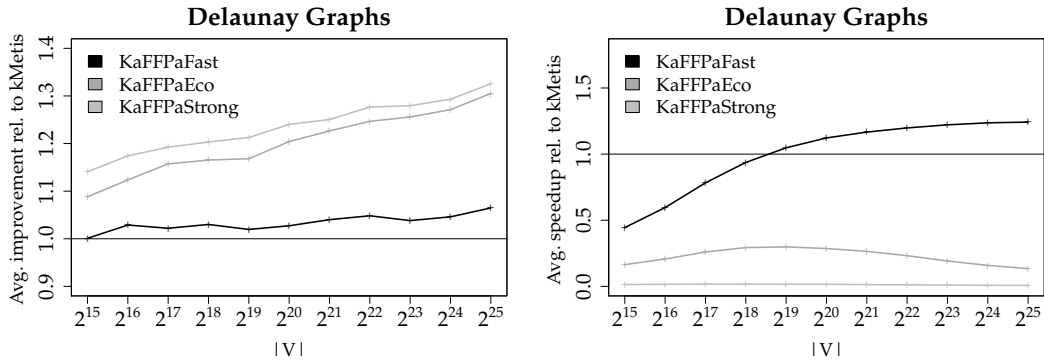 Delaunay Graphs
Avg. improvement rel. to kMetis
1.4
1.3
1.2
1.1
1.0
0.9
KaFFPaFast
KaFFPaEco
KaFFPaStrong
2^15 2^16 2^17 2^18 2^19 2^20 2^21 2^22 2^23 2^24 2^25
|V|
Delaunay Graphs
Avg. speedup rel. to kMetis
1.5
1.0
0.5
0.0
KaFFPaFast
KaFFPaEco
KaFFPaStrong
2^15 2^16 2^17 2^18 2^19 2^20 2^21 2^22 2^23 2^24 2^25
|V|